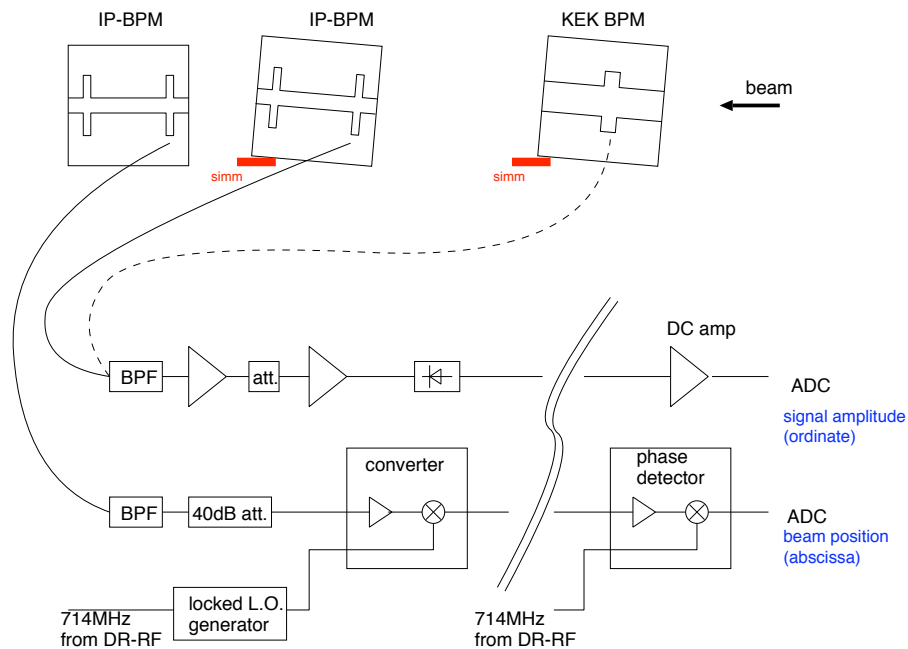 IP-BPM
IP-BPM
KEK BPM
beam
simm
simm
DC amp
BPF
att.
ADC
signal amplitude
(ordinate)
converter
phase
detector
BPF
40dB att.
ADC
beam position
(abscissa)
714MHz
from DR-RF
locked L.O.
generator
714MHz
from DR-RF